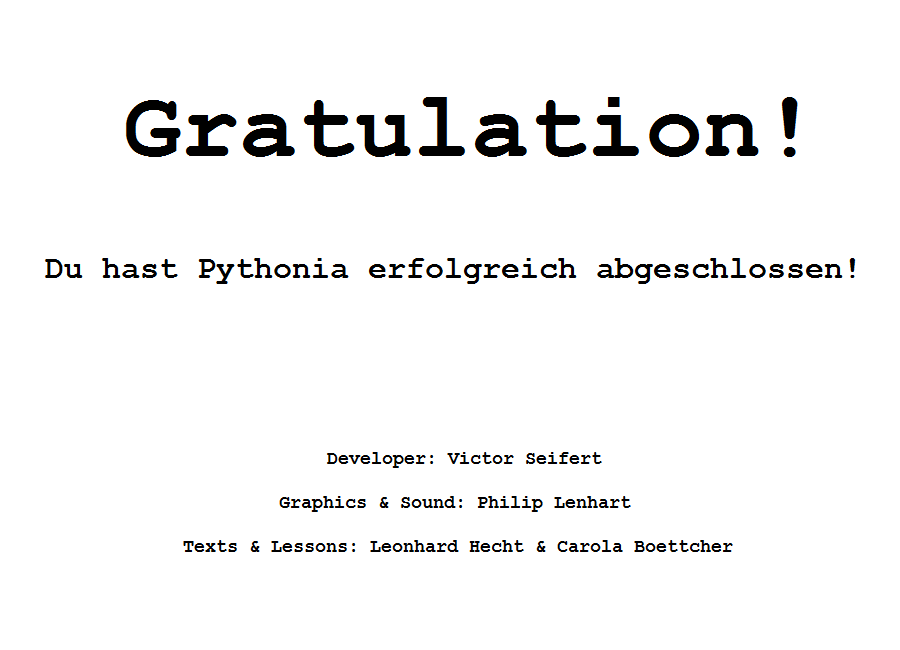 Gratulation!
Du hast Pythonia erfolgreich abgeschlossen!
Developer: Victor Seifert
Graphics & Sound: Philip Lenhart
Texts & Lessons: Leonhard Hecht & Carola Boettcher